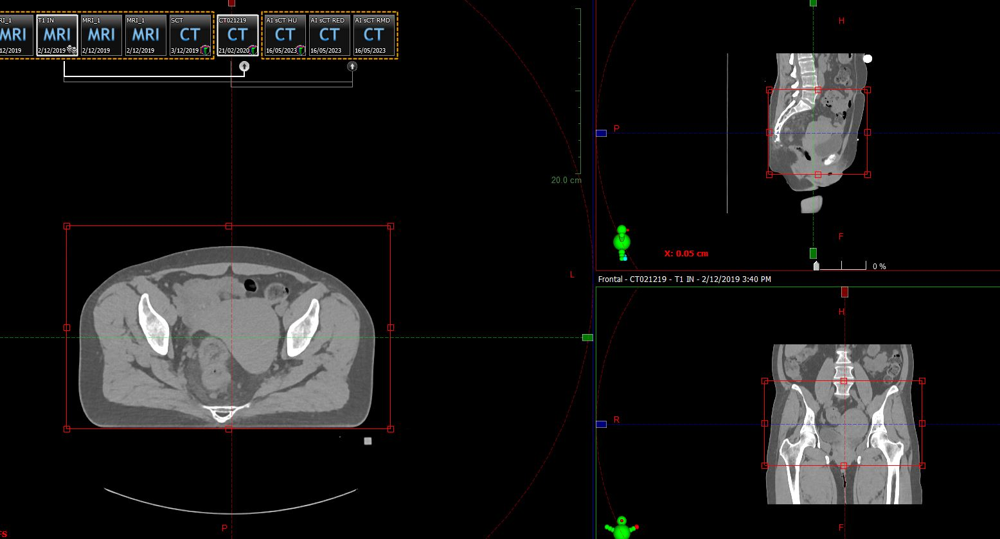 RI_1 T1 IN MRI_1 MRI_1 SCT CT021219 AI sCT HU AI sCT RED AI sCT RMD
MRI MRI MRI MRI CT CT CT CT CT
12/2019 2/12/2019 2/12/2019 2/12/2019 3/12/2019 21/02/2020 16/05/2023 16/05/2023 16/05/2023
20.0 cm
L
P
FS
H
P
F
X: 0.05 cm
0 %
Frontal - CT021219 - T1 IN - 2/12/2019 3:40 PM
H
R
F